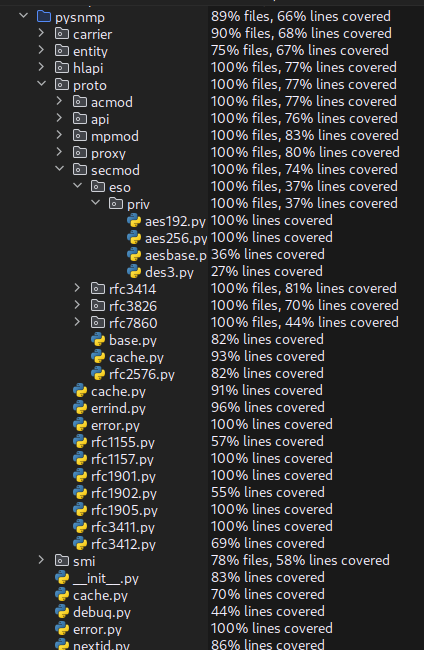 pysnmp 89% files, 66% lines covered
carrier 90% files, 68% lines covered
entity 75% files, 67% lines covered
hlapi 100% files, 77% lines covered
proto 100% files, 77% lines covered
acmod 100% files, 77% lines covered
api 100% files, 76% lines covered
mpmod 100% files, 83% lines covered
proxy 100% files, 80% lines covered
secmod 100% files, 74% lines covered
eso 100% files, 37% lines covered
priv 100% files, 37% lines covered
aes192.py 100% lines covered
aes256.py 100% lines covered
aesbase.p 36% lines covered
des3.py 27% lines covered
rfc3414 100% files, 81% lines covered
rfc3826 100% files, 70% lines covered
rfc7860 100% files, 44% lines covered
base.py 82% lines covered
cache.py 93% lines covered
rfc2576.py 82% lines covered
cache.py 91% lines covered
errind.py 96% lines covered
error.py 100% lines covered
rfc1155.py 57% lines covered
rfc1157.py 100% lines covered
rfc1901.py 100% lines covered
rfc1902.py 55% lines covered
rfc1905.py 100% lines covered
rfc3411.py 100% lines covered
rfc3412.py 69% lines covered
smi 78% files, 58% lines covered
__init__.py 83% lines covered
cache.py 70% lines covered
debug.py 44% lines covered
error.py 100% lines covered
nextid.py 86% lines covered